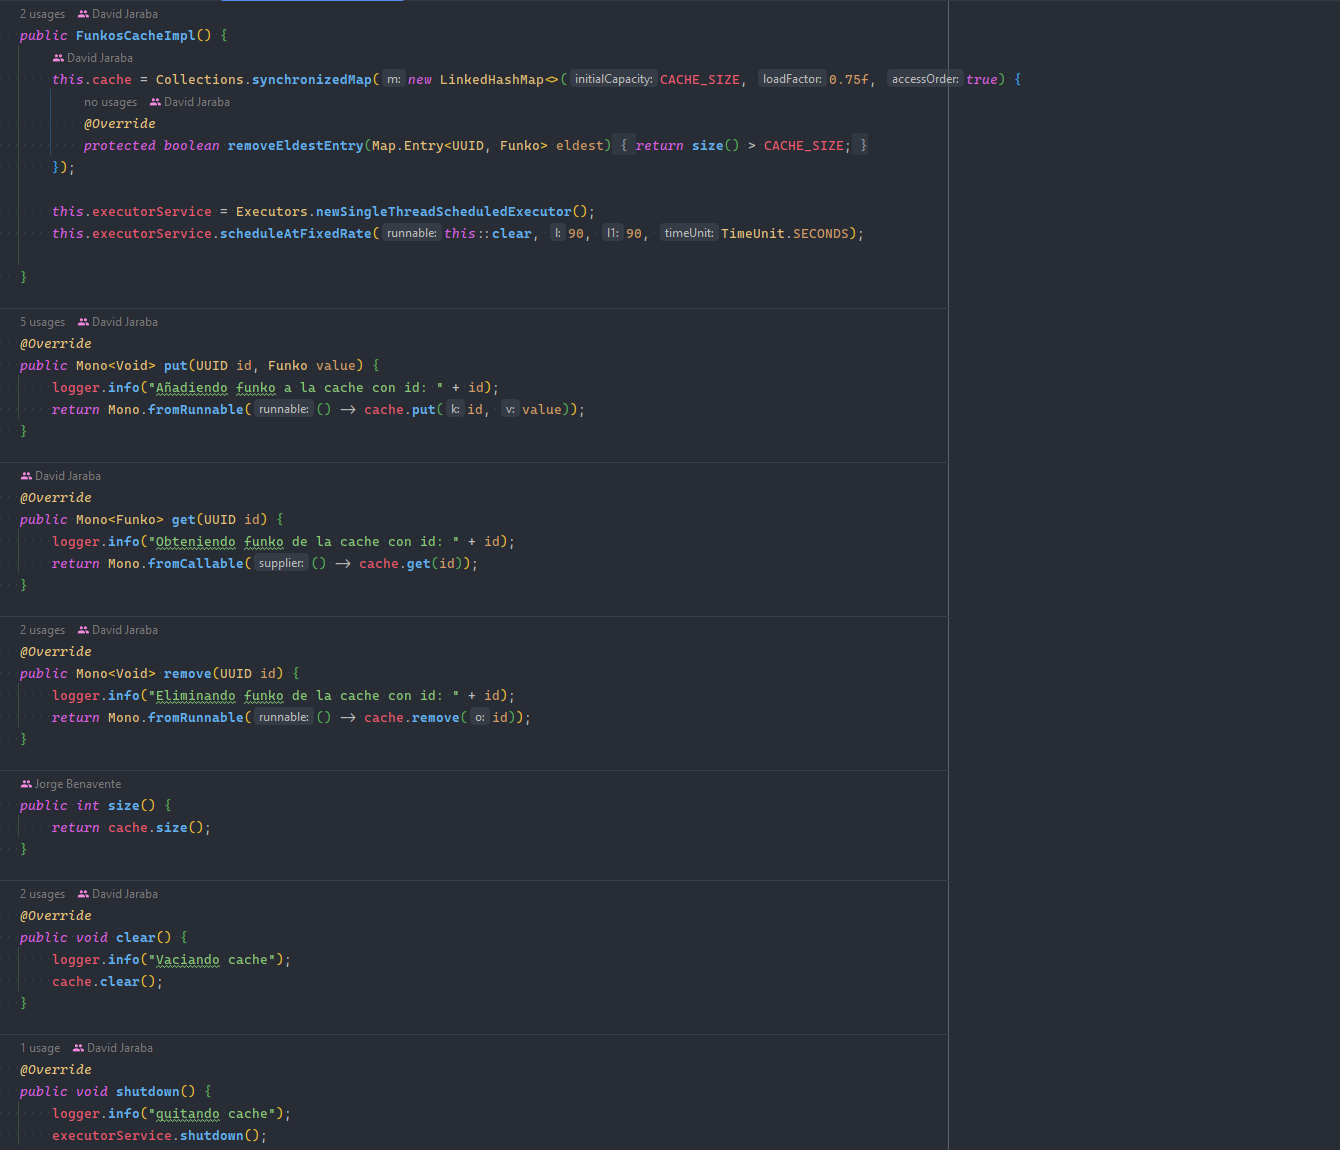 2 usages David Jaraba
public FunkosCacheImpl() {
David Jaraba
this.cache = Collections.synchronizedMap( m: new LinkedHashMap<>( initialCapacity: CACHE_SIZE, loadFactor: 0.75f, accessOrder: true) {
no usages David Jaraba
@Override
protected boolean removeEldestEntry(Map.Entry<UUID, Funko> eldest) { return size() > CACHE_SIZE; }
});
this.executorService = Executors.newSingleThreadScheduledExecutor();
this.executorService.scheduleAtFixedRate( runnable: this::clear, l: 90, l1: 90, timeUnit: TimeUnit.SECONDS);
}
5 usages David Jaraba
@Override
public Mono<Void> put(UUID id, Funko value) {
logger.info("Añadiendo funko a la cache con id: " + id);
return Mono.fromRunnable( runnable: () -> cache.put( k: id, v: value));
}
David Jaraba
@Override
public Mono<Funko> get(UUID id) {
logger.info("Obteniendo funko de la cache con id: " + id);
return Mono.fromCallable( supplier: () -> cache.get(id));
}
2 usages David Jaraba
@Override
public Mono<Void> remove(UUID id) {
logger.info("Eliminando funko de la cache con id: " + id);
return Mono.fromRunnable( runnable: () -> cache.remove( o: id));
}
Jorge Benavente
public int size() {
return cache.size();
}
2 usages David Jaraba
@Override
public void clear() {
logger.info("Vaciando cache");
cache.clear();
}
1 usage David Jaraba
@Override
public void shutdown() {
logger.info("quitando cache");
executorService.shutdown();